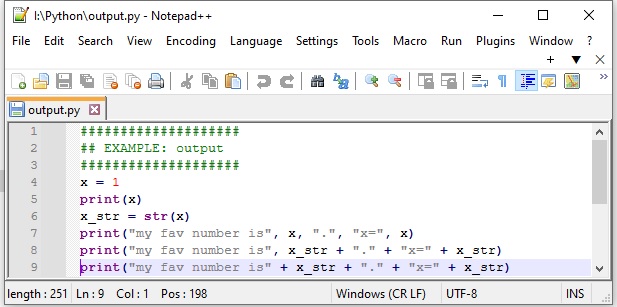 I:\Python\output.py - Notepad++
File Edit Search View Encoding Language Settings Tools Macro Run Plugins Window ?
+ ▼ X
output.py
1 ####################
2 ## EXAMPLE: output
3 ####################
4 x = 1
5 print(x)
6 x_str = str(x)
7 print("my fav number is", x, ".", "x=", x)
8 print("my fav number is", x_str + "." + "x=" + x_str)
9 print("my fav number is" + x_str + "." + "x=" + x_str)
length : 251 Ln : 9 Col : 1 Pos : 198 Windows (CR LF) UTF-8 INS